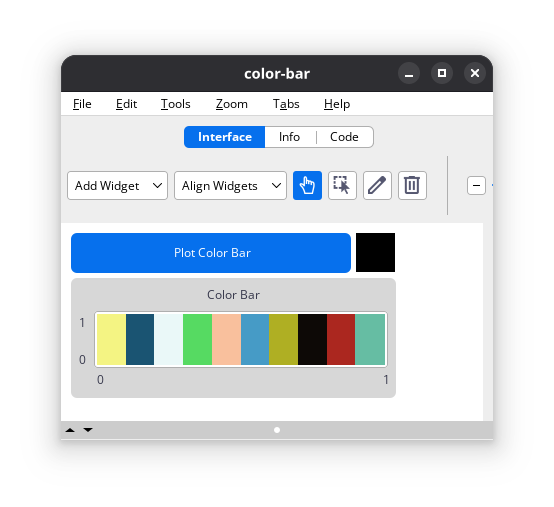 color-bar
File Edit Tools Zoom Tabs Help
Interface Info Code
Add Widget Align Widgets
Plot Color Bar
Color Bar
1
0
0 1